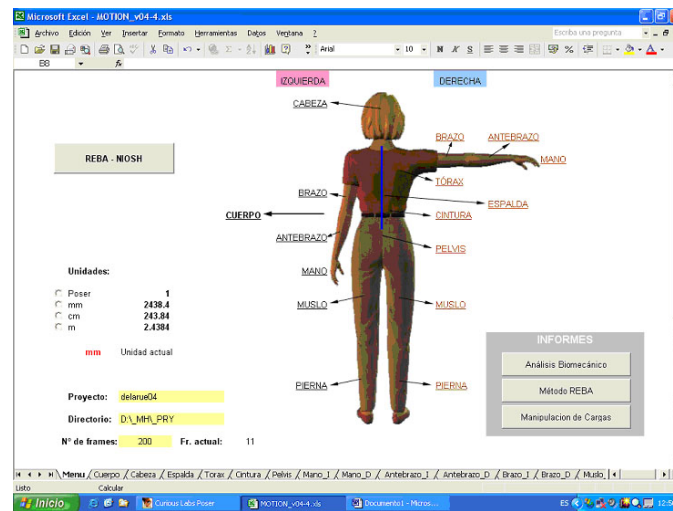 Microsoft Excel - MOTION_v04-4.xls
Archivo Edición Ver Insertar Formato Herramientas Datos Ventana ?
Escriba una pregunta
Arial 10 N K S
B8 fx
IZQUIERDA DERECHA
CABEZA
BRAZO ANTEBRAZO
MANO
REBA - NIOSH
TÓRAX
BRAZO
ESPALDA
CUERPO
CINTURA
ANTEBRAZO
PELVIS
Unidades:
MANO
Poser 1
mm 2438.4
MUSLO MUSLO
cm 243.84
m 2.4384
INFORMES
mm Unidad actual
Análisis Biomecánico
PIERNA PIERNA
Método REBA
Proyecto: delarue04
Directorio: D:\_MH\_PRY
Manipulacion de Cargas
Nº de frames: 200 Fr. actual: 11
Menu / Cuerpo / Cabeza / Espalda / Torax / Cintura / Pelvis / Mano_I / Mano_D / Antebrazo_I / Antebrazo_D / Brazo_I / Brazo_D / Muslo_
Listo Calcular
Inicio Curious Labs Poser MOTION_v04-4.xls Documento1 - Micros... ES